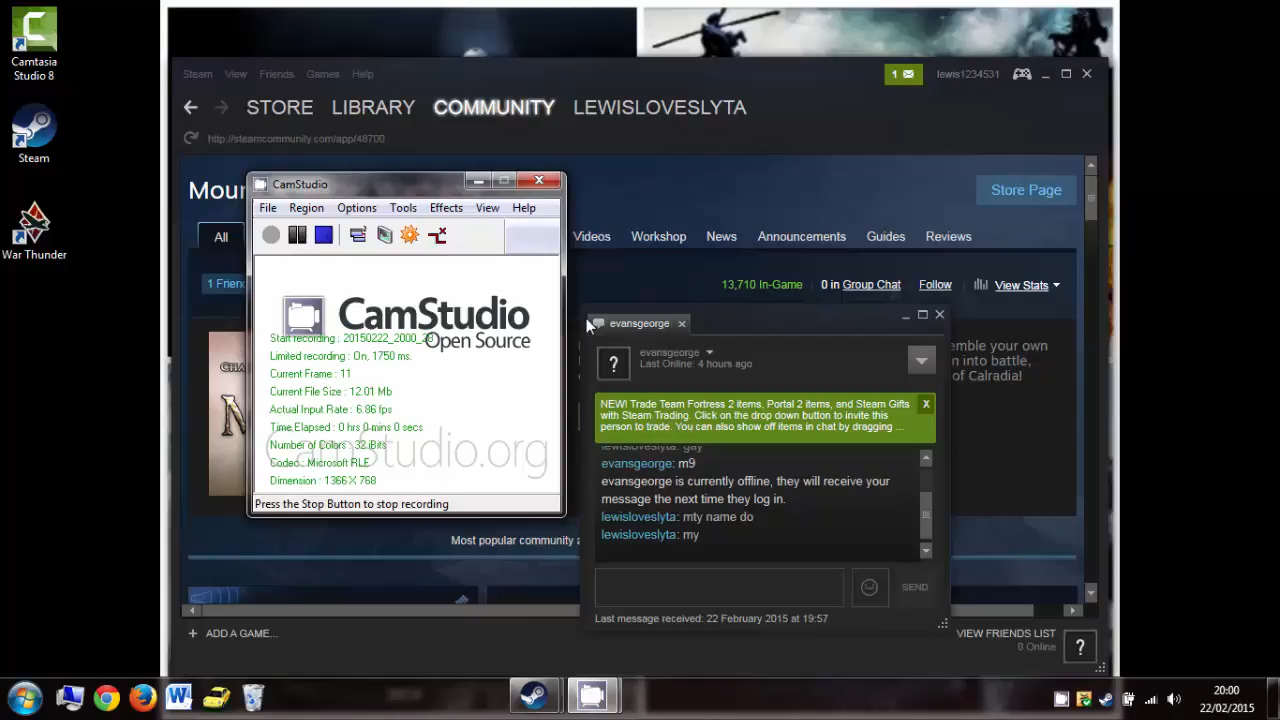 Camtasia
Studio 8
Steam
War Thunder
Steam View Friends Games Help
1
lewis1234531
STORE LIBRARY COMMUNITY LEWISLOVESLYTA
http://steamcommunity.com/app/48700
Moun
Store Page
All
Videos Workshop News Announcements Guides Reviews
1 Frien
13,710 In-Game 0 in Group Chat Follow View Stats
CamStudio
File Region Options Tools Effects View Help
CamStudio
Open Source
Start recording : 20150222_2000_28
Limited recording : On, 1750 ms.
Current Frame : 11
Current File Size : 12.01 Mb
Actual Input Rate : 6.86 fps
Time Elapsed : 0 hrs 0 mins 0 secs
Number of Colors : 32 Bits
Codec : Microsoft RLE
Dimension : 1366 X 768
CamStudio.org
Press the Stop Button to stop recording
emble your own
n into battle,
of Calradia!
CHA
M
Most popular community a
evansgeorge
evansgeorge
Last Online: 4 hours ago
?
NEW! Trade Team Fortress 2 items, Portal 2 items, and Steam Gifts
with Steam Trading. Click on the drop down button to invite this
person to trade. You can also show off items in chat by dragging ...
X
lewisloveslyta: gay
evansgeorge: m9
evansgeorge is currently offline, they will receive your
message the next time they log in.
lewisloveslyta: mty name do
lewisloveslyta: my
SEND
Last message received: 22 February 2015 at 19:57
+ ADD A GAME...
VIEW FRIENDS LIST
0 Online
?
20:00
22/02/2015